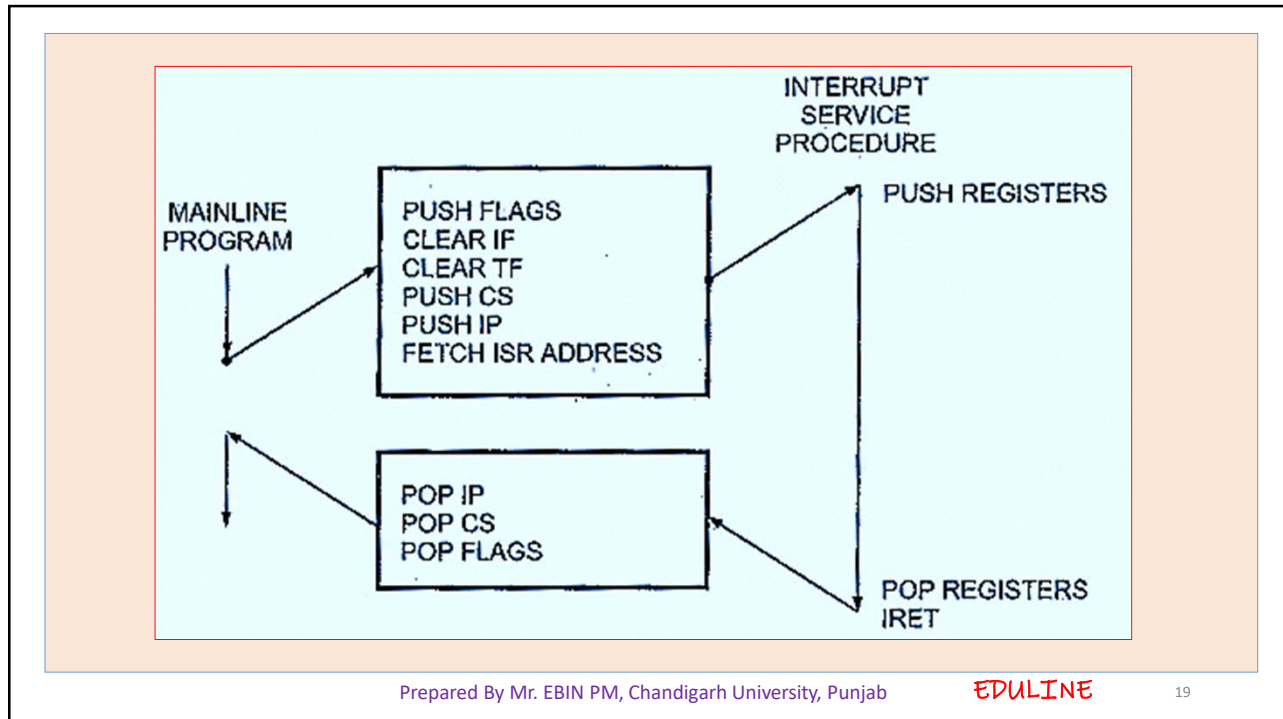 INTERRUPT
SERVICE
PROCEDURE
MAINLINE
PROGRAM
PUSH FLAGS
CLEAR IF
CLEAR TF
PUSH CS
PUSH IP
FETCH ISR ADDRESS
PUSH REGISTERS
POP IP
POP CS
POP FLAGS
POP REGISTERS
IRET
Prepared By Mr. EBIN PM, Chandigarh University, Punjab
EDULINE
19